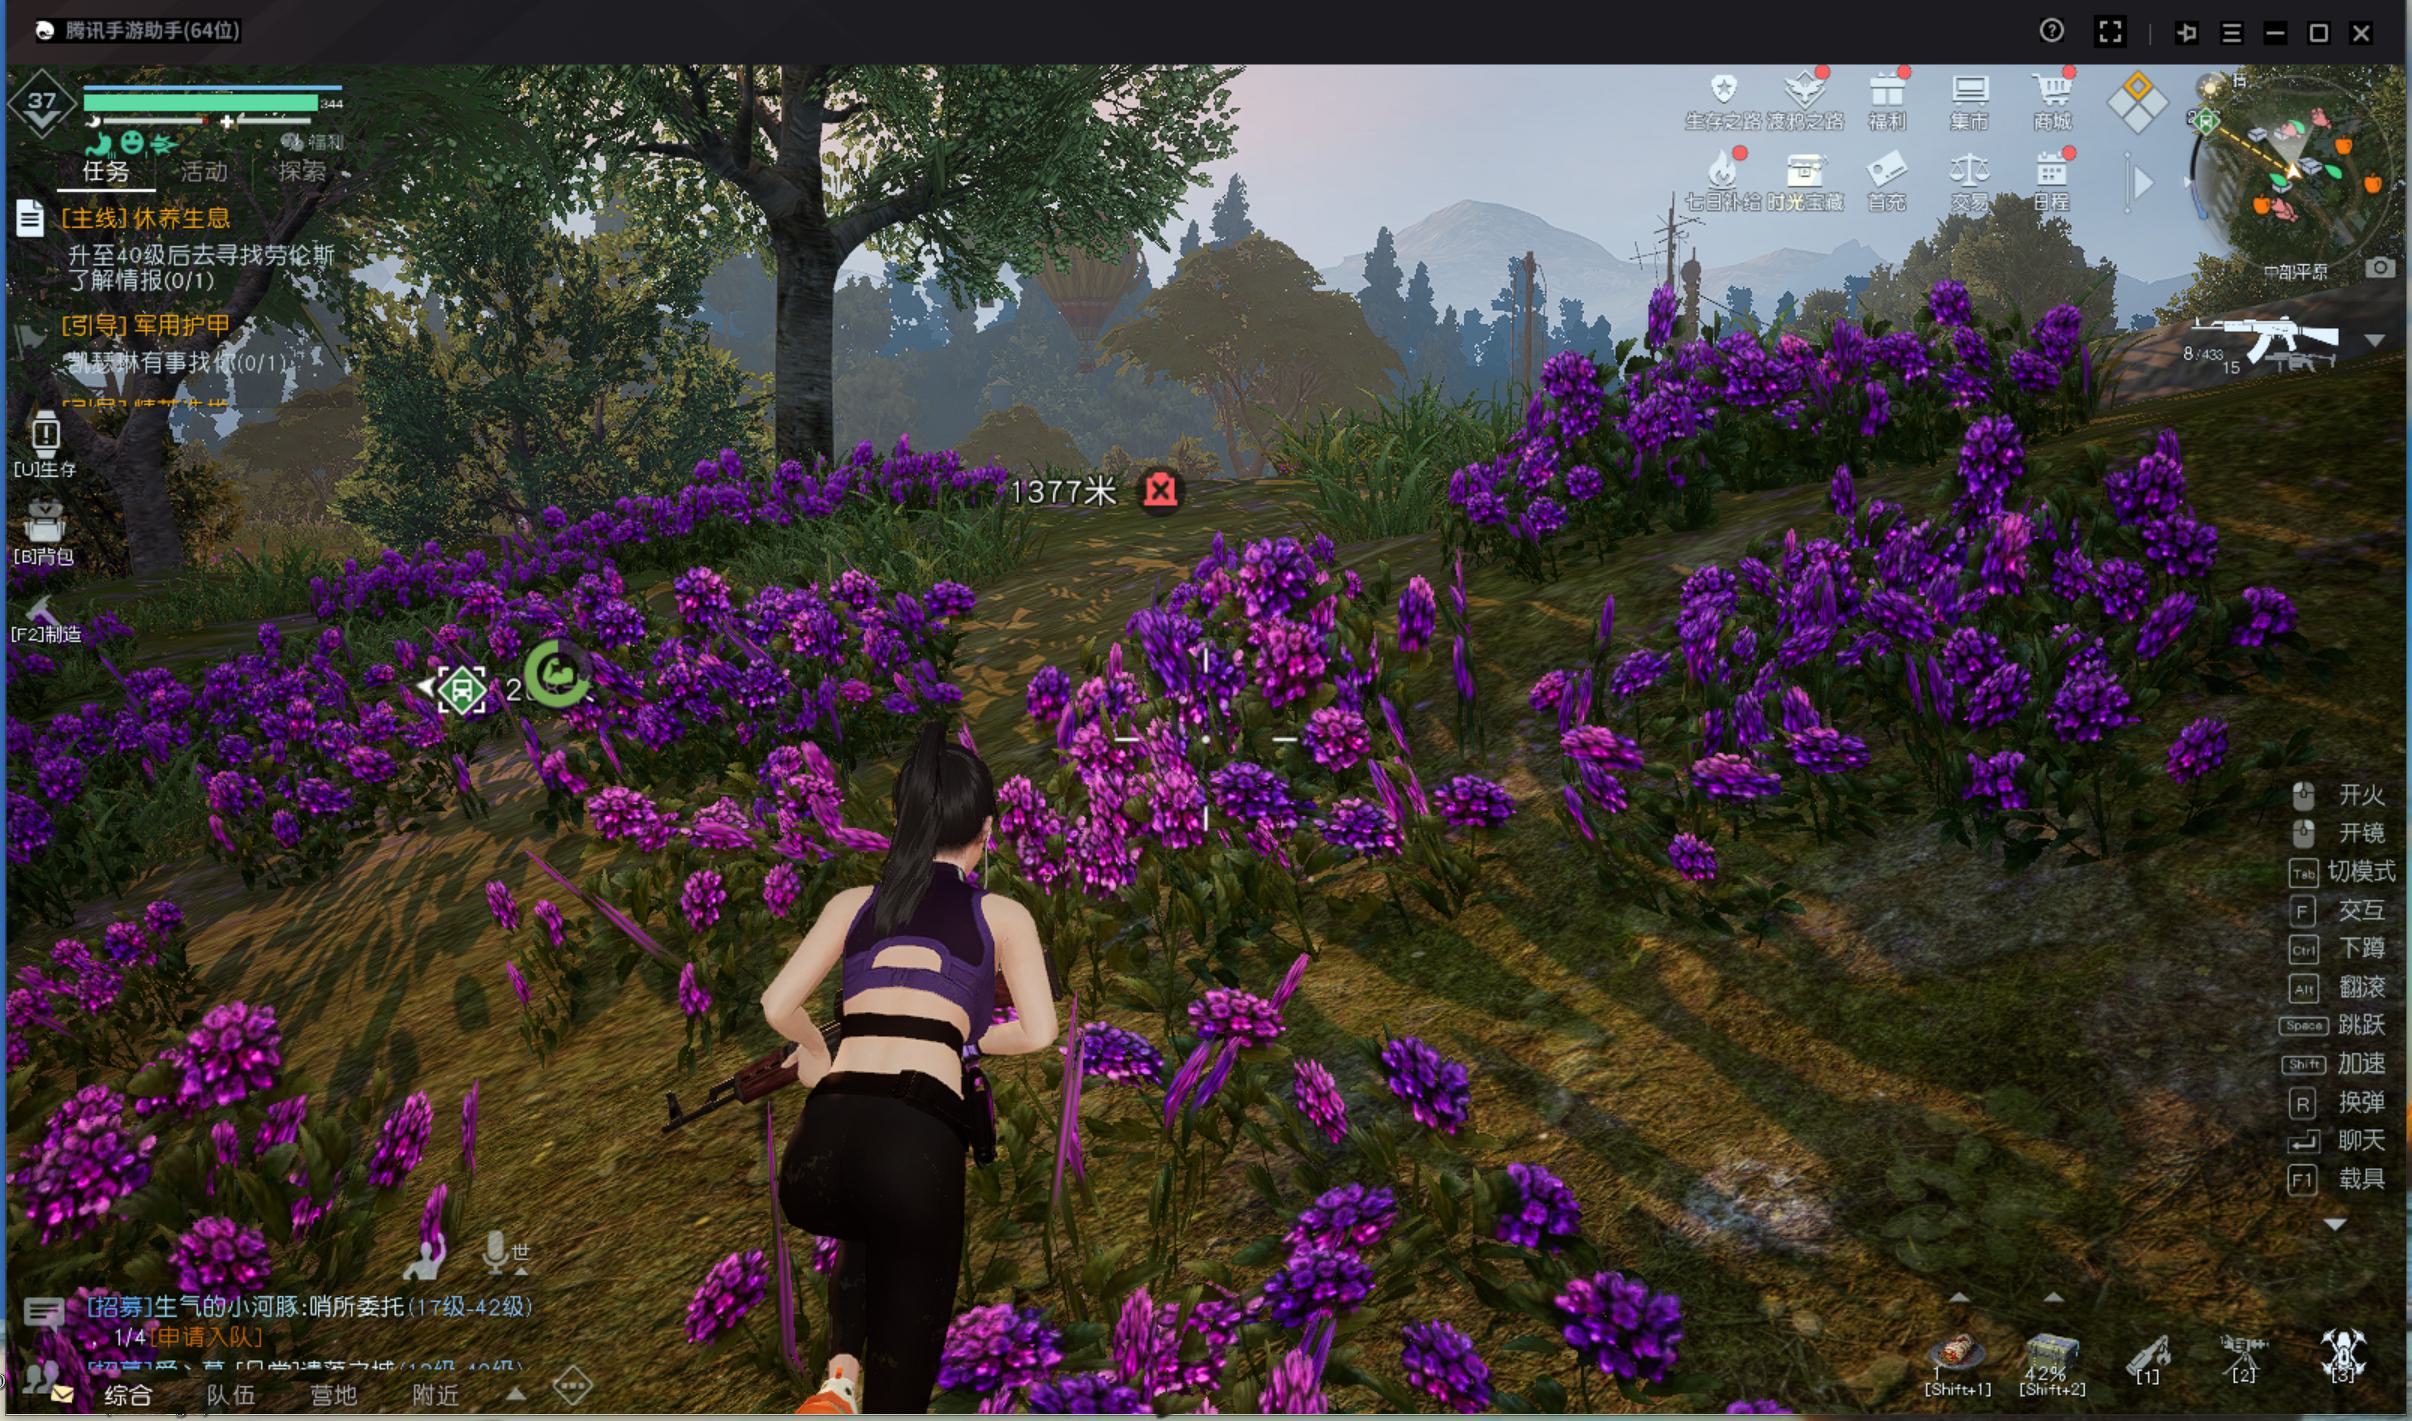 腾讯手游助手(64位)
37
344
福利
任务 活动 探索
[主线] 休养生息
升至40级后去寻找劳伦斯
了解情报(0/1)
[引导] 军用护甲
凯瑟琳有事找你(0/1)
[U]生存
[B]背包
[F2]制造
生存之路 渡鸦之路 福利 集市 商城
七日补给 时光宝藏 首充 交易 日程
中部平原
8/433
15
1377米
开火
开镜
Tab 切模式
F 交互
Ctrl 下蹲
Alt 翻滚
Space 跳跃
Shift 加速
R 换弹
聊天
F1 载具
世
[招募]生气的小河豚:哨所委托(17级-42级)
，1/4[申请入队]
综合 队伍 营地 附近
1 42%
[Shift+1] [Shift+2] [1] [2] [3]